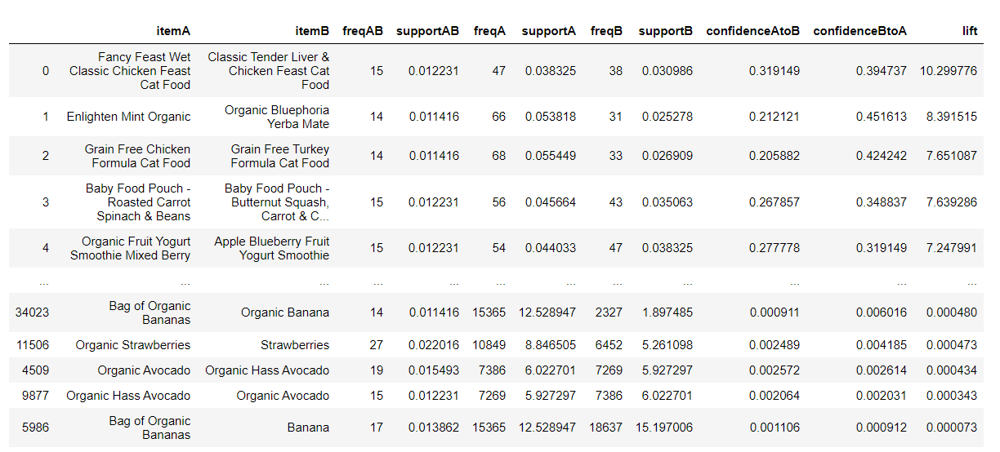 itemA itemB freqAB supportAB freqA supportA freqB supportB confidenceAtoB confidenceBtoA lift
0 Fancy Feast Wet Classic Chicken Feast Cat Food Classic Tender Liver & Chicken Feast Cat Food 15 0.012231 47 0.038325 38 0.030986 0.319149 0.394737 10.299776
1 Enlighten Mint Organic Organic Bluephoria Yerba Mate 14 0.011416 66 0.053818 31 0.025278 0.212121 0.451613 8.391515
2 Grain Free Chicken Formula Cat Food Grain Free Turkey Formula Cat Food 14 0.011416 68 0.055449 33 0.026909 0.205882 0.424242 7.651087
3 Baby Food Pouch - Roasted Carrot Spinach & Beans Baby Food Pouch - Butternut Squash, Carrot & C... 15 0.012231 56 0.045664 43 0.035063 0.267857 0.348837 7.639286
4 Organic Fruit Yogurt Smoothie Mixed Berry Apple Blueberry Fruit Yogurt Smoothie 15 0.012231 54 0.044033 47 0.038325 0.277778 0.319149 7.247991
... ... ... ... ... ... ... ... ... ... ... ...
34023 Bag of Organic Bananas Organic Banana 14 0.011416 15365 12.528947 2327 1.897485 0.000911 0.006016 0.000480
11506 Organic Strawberries Strawberries 27 0.022016 10849 8.846505 6452 5.261098 0.002489 0.004185 0.000473
4509 Organic Avocado Organic Hass Avocado 19 0.015493 7386 6.022701 7269 5.927297 0.002572 0.002614 0.000434
9877 Organic Hass Avocado Organic Avocado 15 0.012231 7269 5.927297 7386 6.022701 0.002064 0.002031 0.000343
5986 Bag of Organic Bananas Banana 17 0.013862 15365 12.528947 18637 15.197006 0.001106 0.000912 0.000073